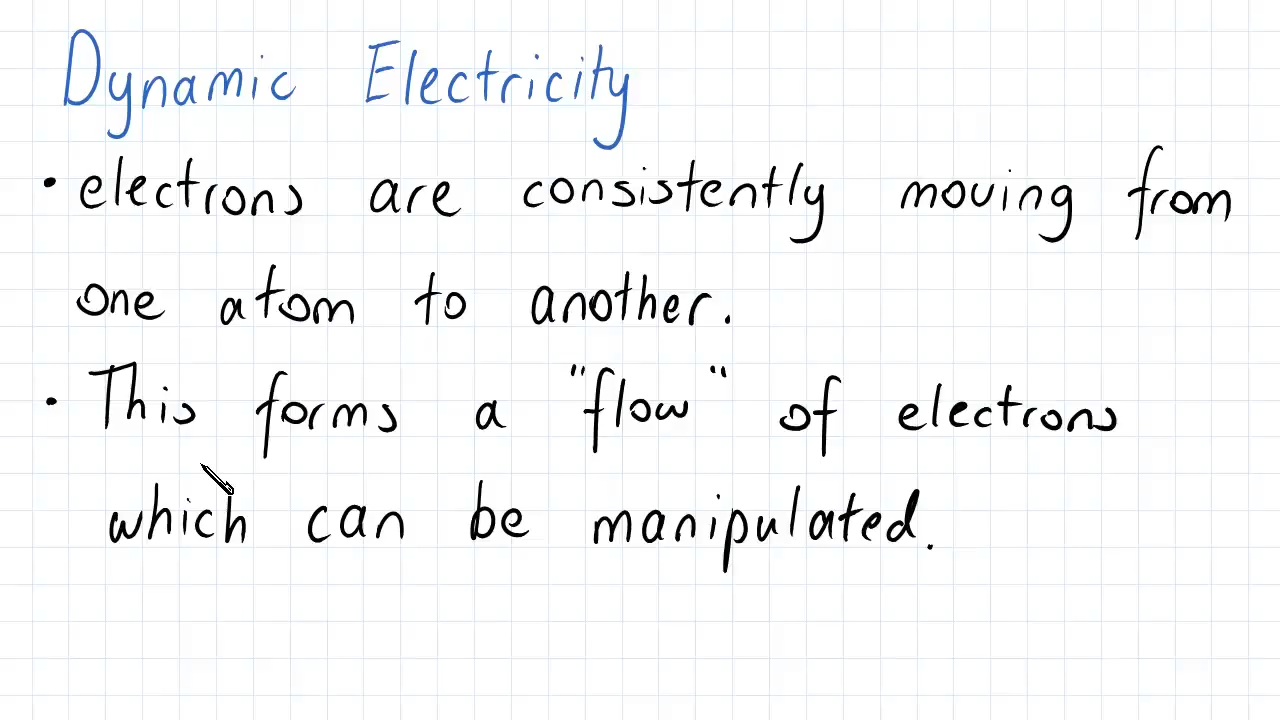 Dynamic Electricity
• electrons are consistently moving from
one atom to another.
• This forms a "flow" of electrons
which can be manipulated.